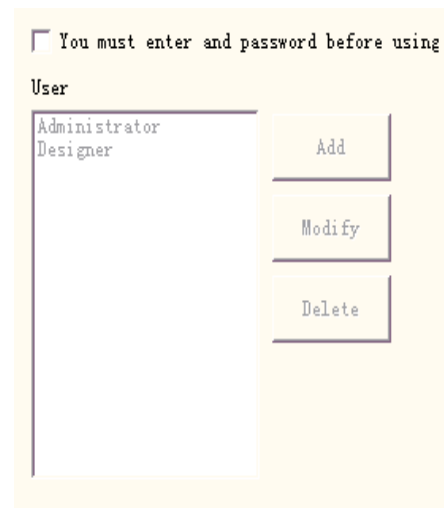 You must enter and password before using
User
Administrator
Designer
Add
Modify
Delete